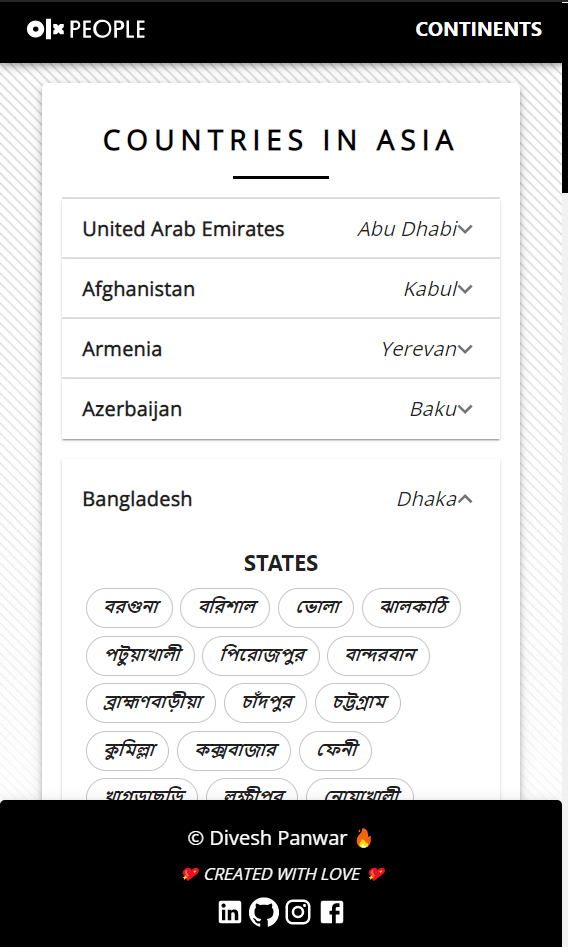 olx PEOPLE CONTINENTS
COUNTRIES IN ASIA
United Arab Emirates Abu Dhabi
Afghanistan Kabul
Armenia Yerevan
Azerbaijan Baku
Bangladesh Dhaka
STATES
বরগুনা বরিশাল ভোলা ঝালকাঠি
পটুয়াখালী পিরোজপুর বান্দরবান
ব্রাহ্মণবাড়ীয়া চাঁদপুর চট্টগ্রাম
কুমিল্লা কক্সবাজার ফেনী
খাগড়াছড়ি লক্ষীপুর নোয়াখালী
© Divesh Panwar 🔥
💖 CREATED WITH LOVE 💖